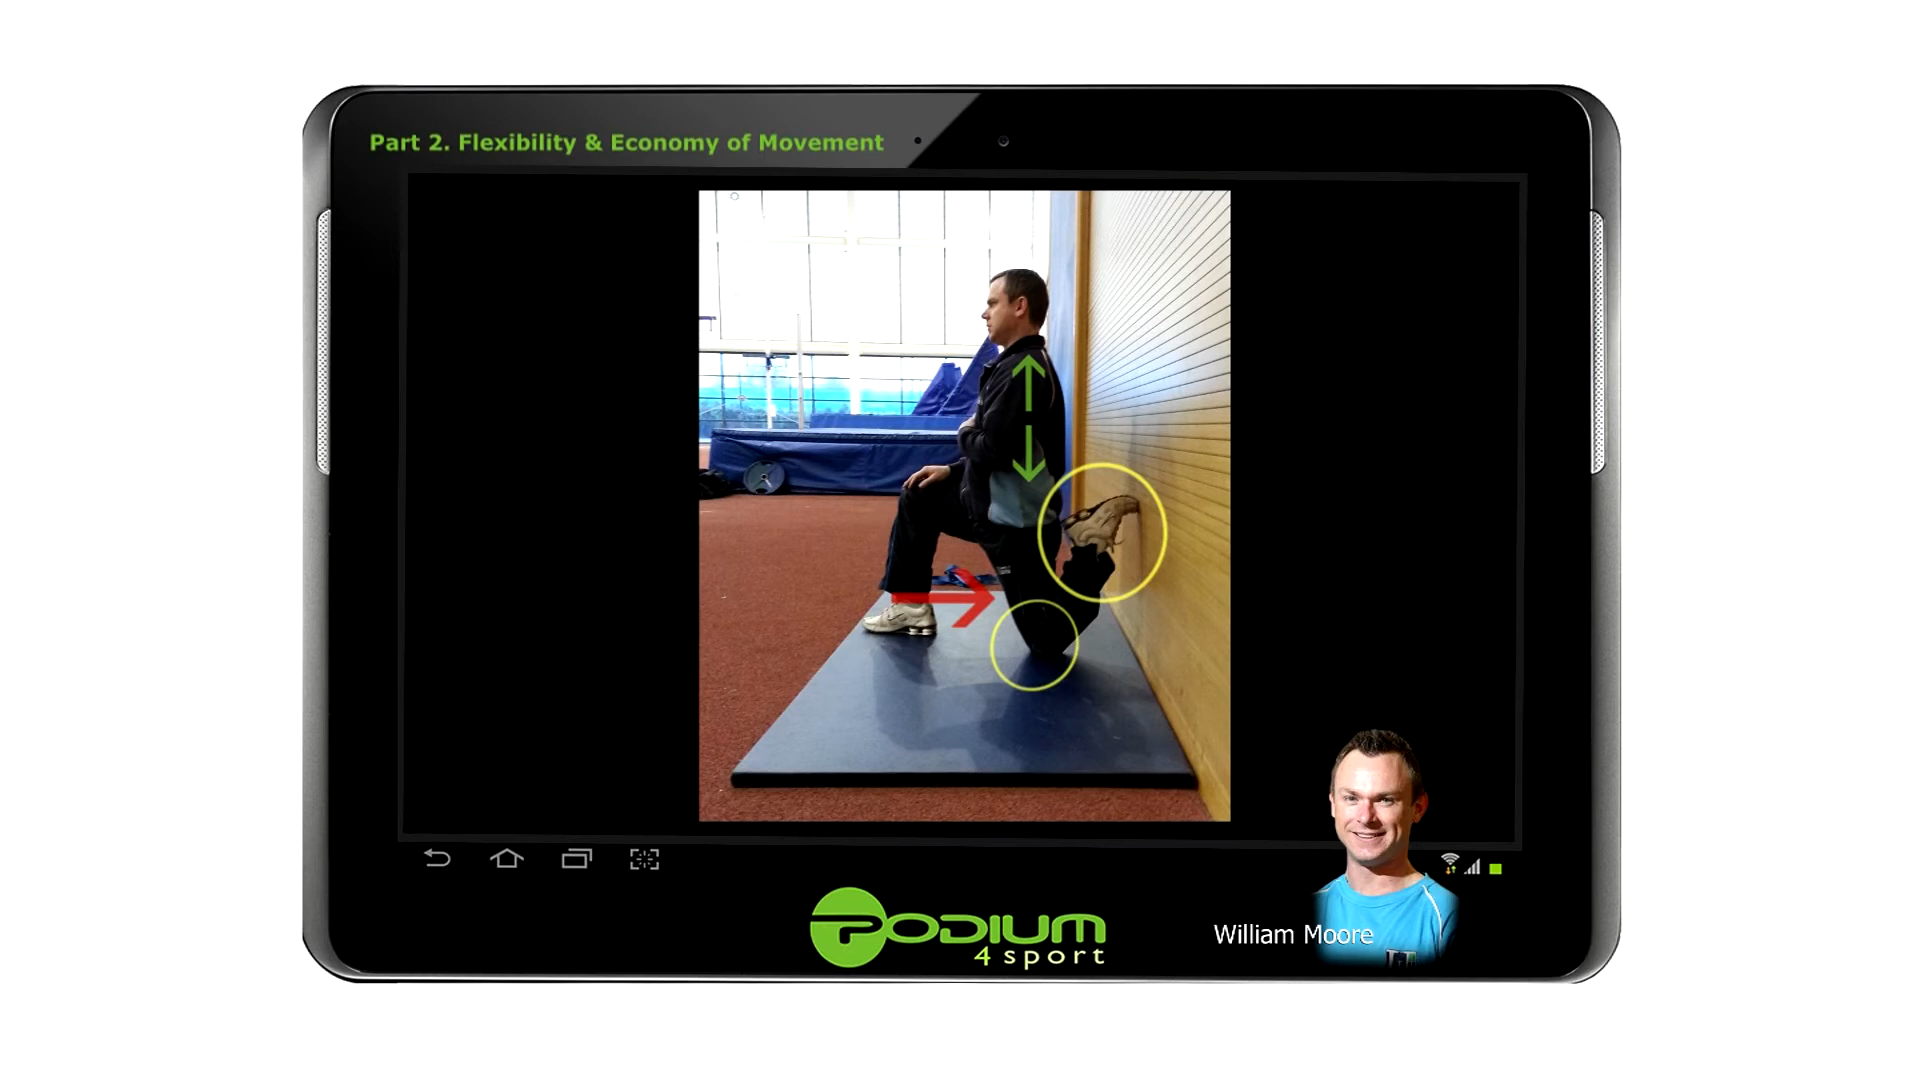 Part 2. Flexibility & Economy of Movement
PODIUM
4 sport
William Moore